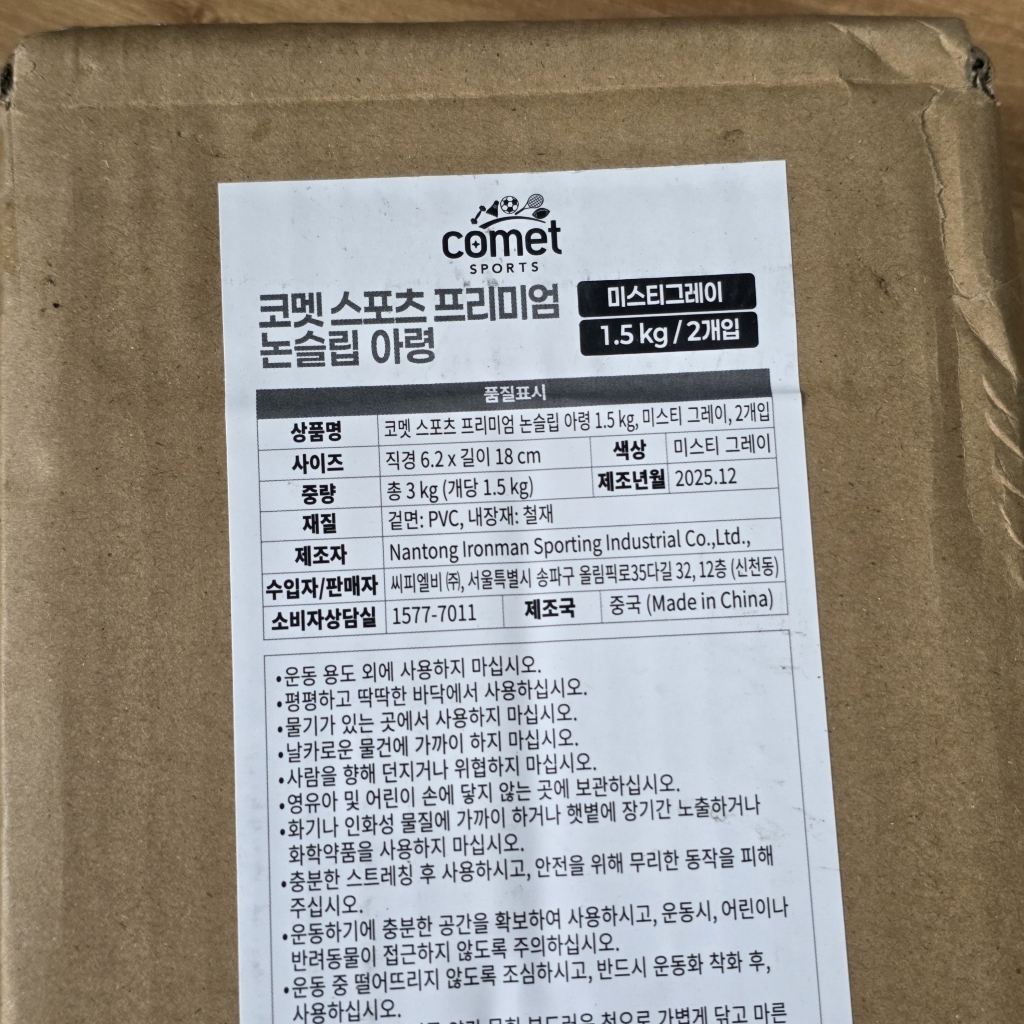 comet
SPORTS
코멧 스포츠 프리미엄
논슬립 아령
미스티그레이
1.5 kg / 2개입
품질표시
상품명 코멧 스포츠 프리미엄 논슬립 아령 1.5 kg, 미스티 그레이, 2개입
사이즈 직경 6.2 x 길이 18 cm 색상 미스티 그레이
중량 총 3 kg (개당 1.5 kg) 제조년월 2025.12
재질 겉면: PVC, 내장재: 철재
제조자 Nantong Ironman Sporting Industrial Co.,Ltd.,
수입자/판매자 씨피엘비 ㈜, 서울특별시 송파구 올림픽로35다길 32, 12층 (신천동)
소비자상담실 1577-7011 제조국 중국 (Made in China)
•운동 용도 외에 사용하지 마십시오.
•평평하고 딱딱한 바닥에서 사용하십시오.
•물기가 있는 곳에서 사용하지 마십시오.
•날카로운 물건에 가까이 하지 마십시오.
•사람을 향해 던지거나 위협하지 마십시오.
•영유아 및 어린이 손에 닿지 않는 곳에 보관하십시오.
•화기나 인화성 물질에 가까이 하거나 햇볕에 장기간 노출하거나
화학약품을 사용하지 마십시오.
•충분한 스트레칭 후 사용하시고, 안전을 위해 무리한 동작을 피해
주십시오.
•운동하기에 충분한 공간을 확보하여 사용하시고, 운동시, 어린이나
반려동물이 접근하지 않도록 주의하십시오.
•운동 중 떨어뜨리지 않도록 조심하시고, 반드시 운동화 착화 후,
사용하십시오.
부드러운 천으로 가볍게 닦고 마른